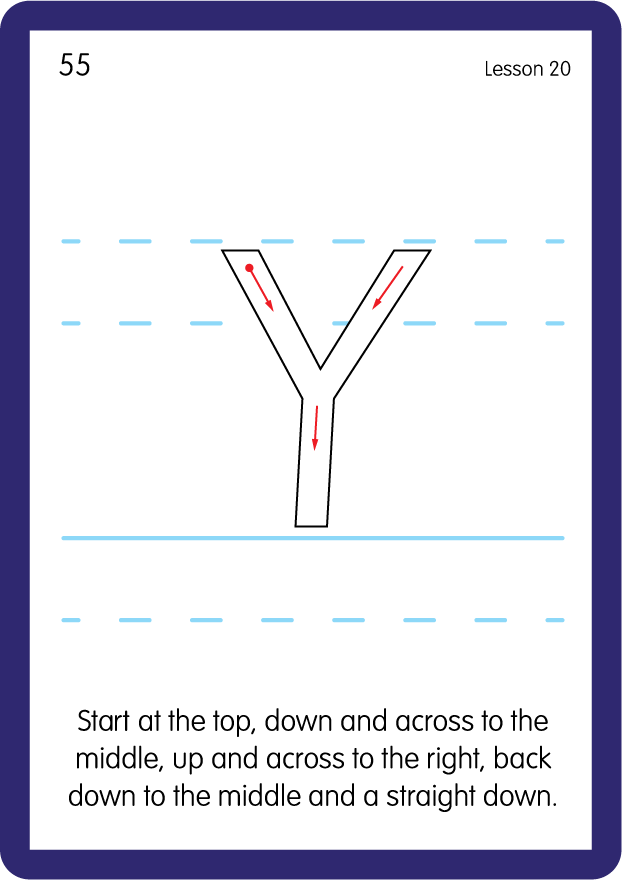 55
Lesson 20
Y
Start at the top, down and across to the
middle, up and across to the right, back
down to the middle and a straight down.